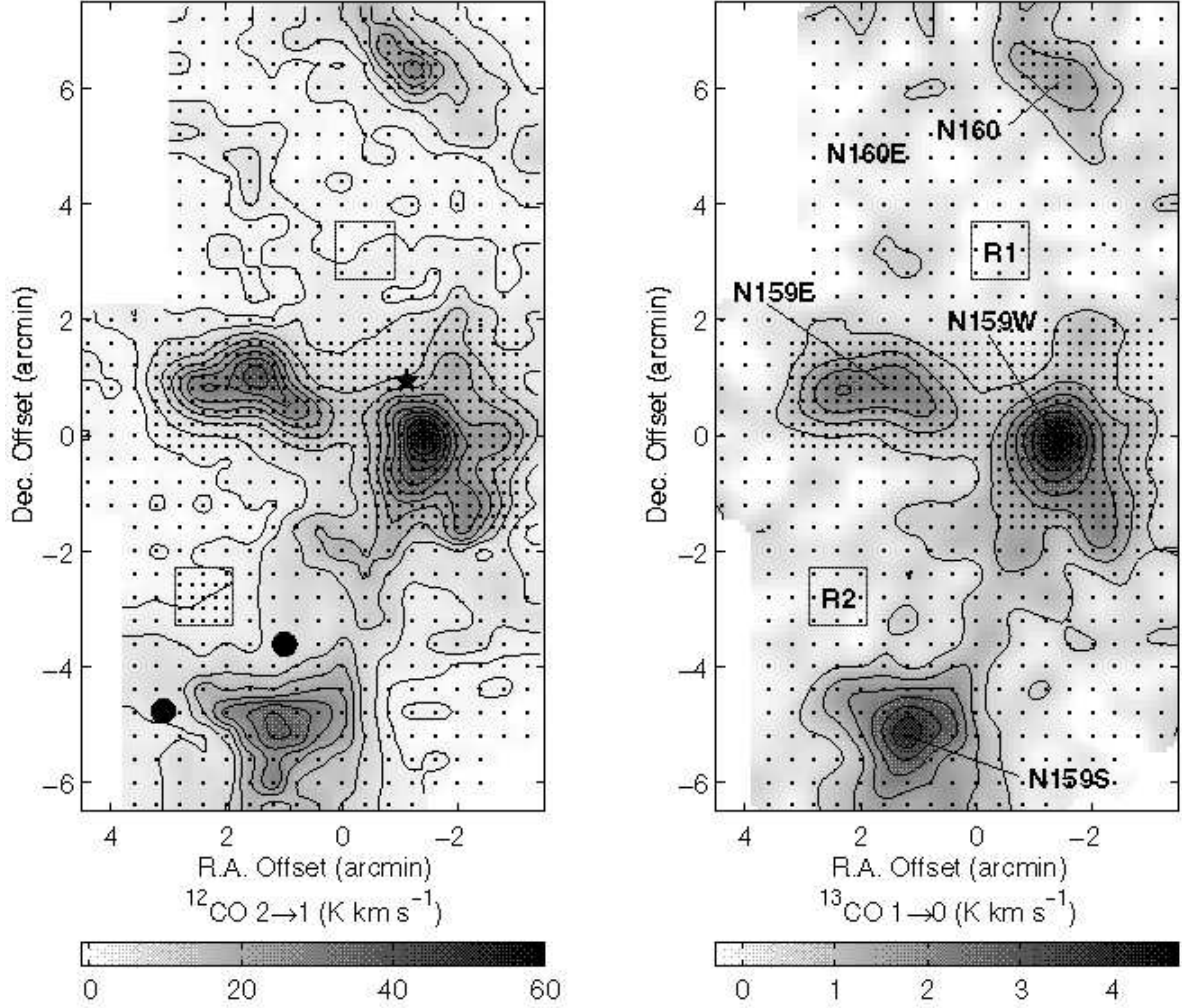 6
4
2
0
−2
−4
−6
Dec. Offset (arcmin)
4 2 0 −2
R.A. Offset (arcmin)
¹²CO 2→1 (K km s⁻¹)
0 20 40 60
6
4
2
0
−2
−4
−6
Dec. Offset (arcmin)
N160
N160E
R1
N159E
N159W
R2
N159S
4 2 0 −2
R.A. Offset (arcmin)
¹³CO 1→0 (K km s⁻¹)
0 1 2 3 4